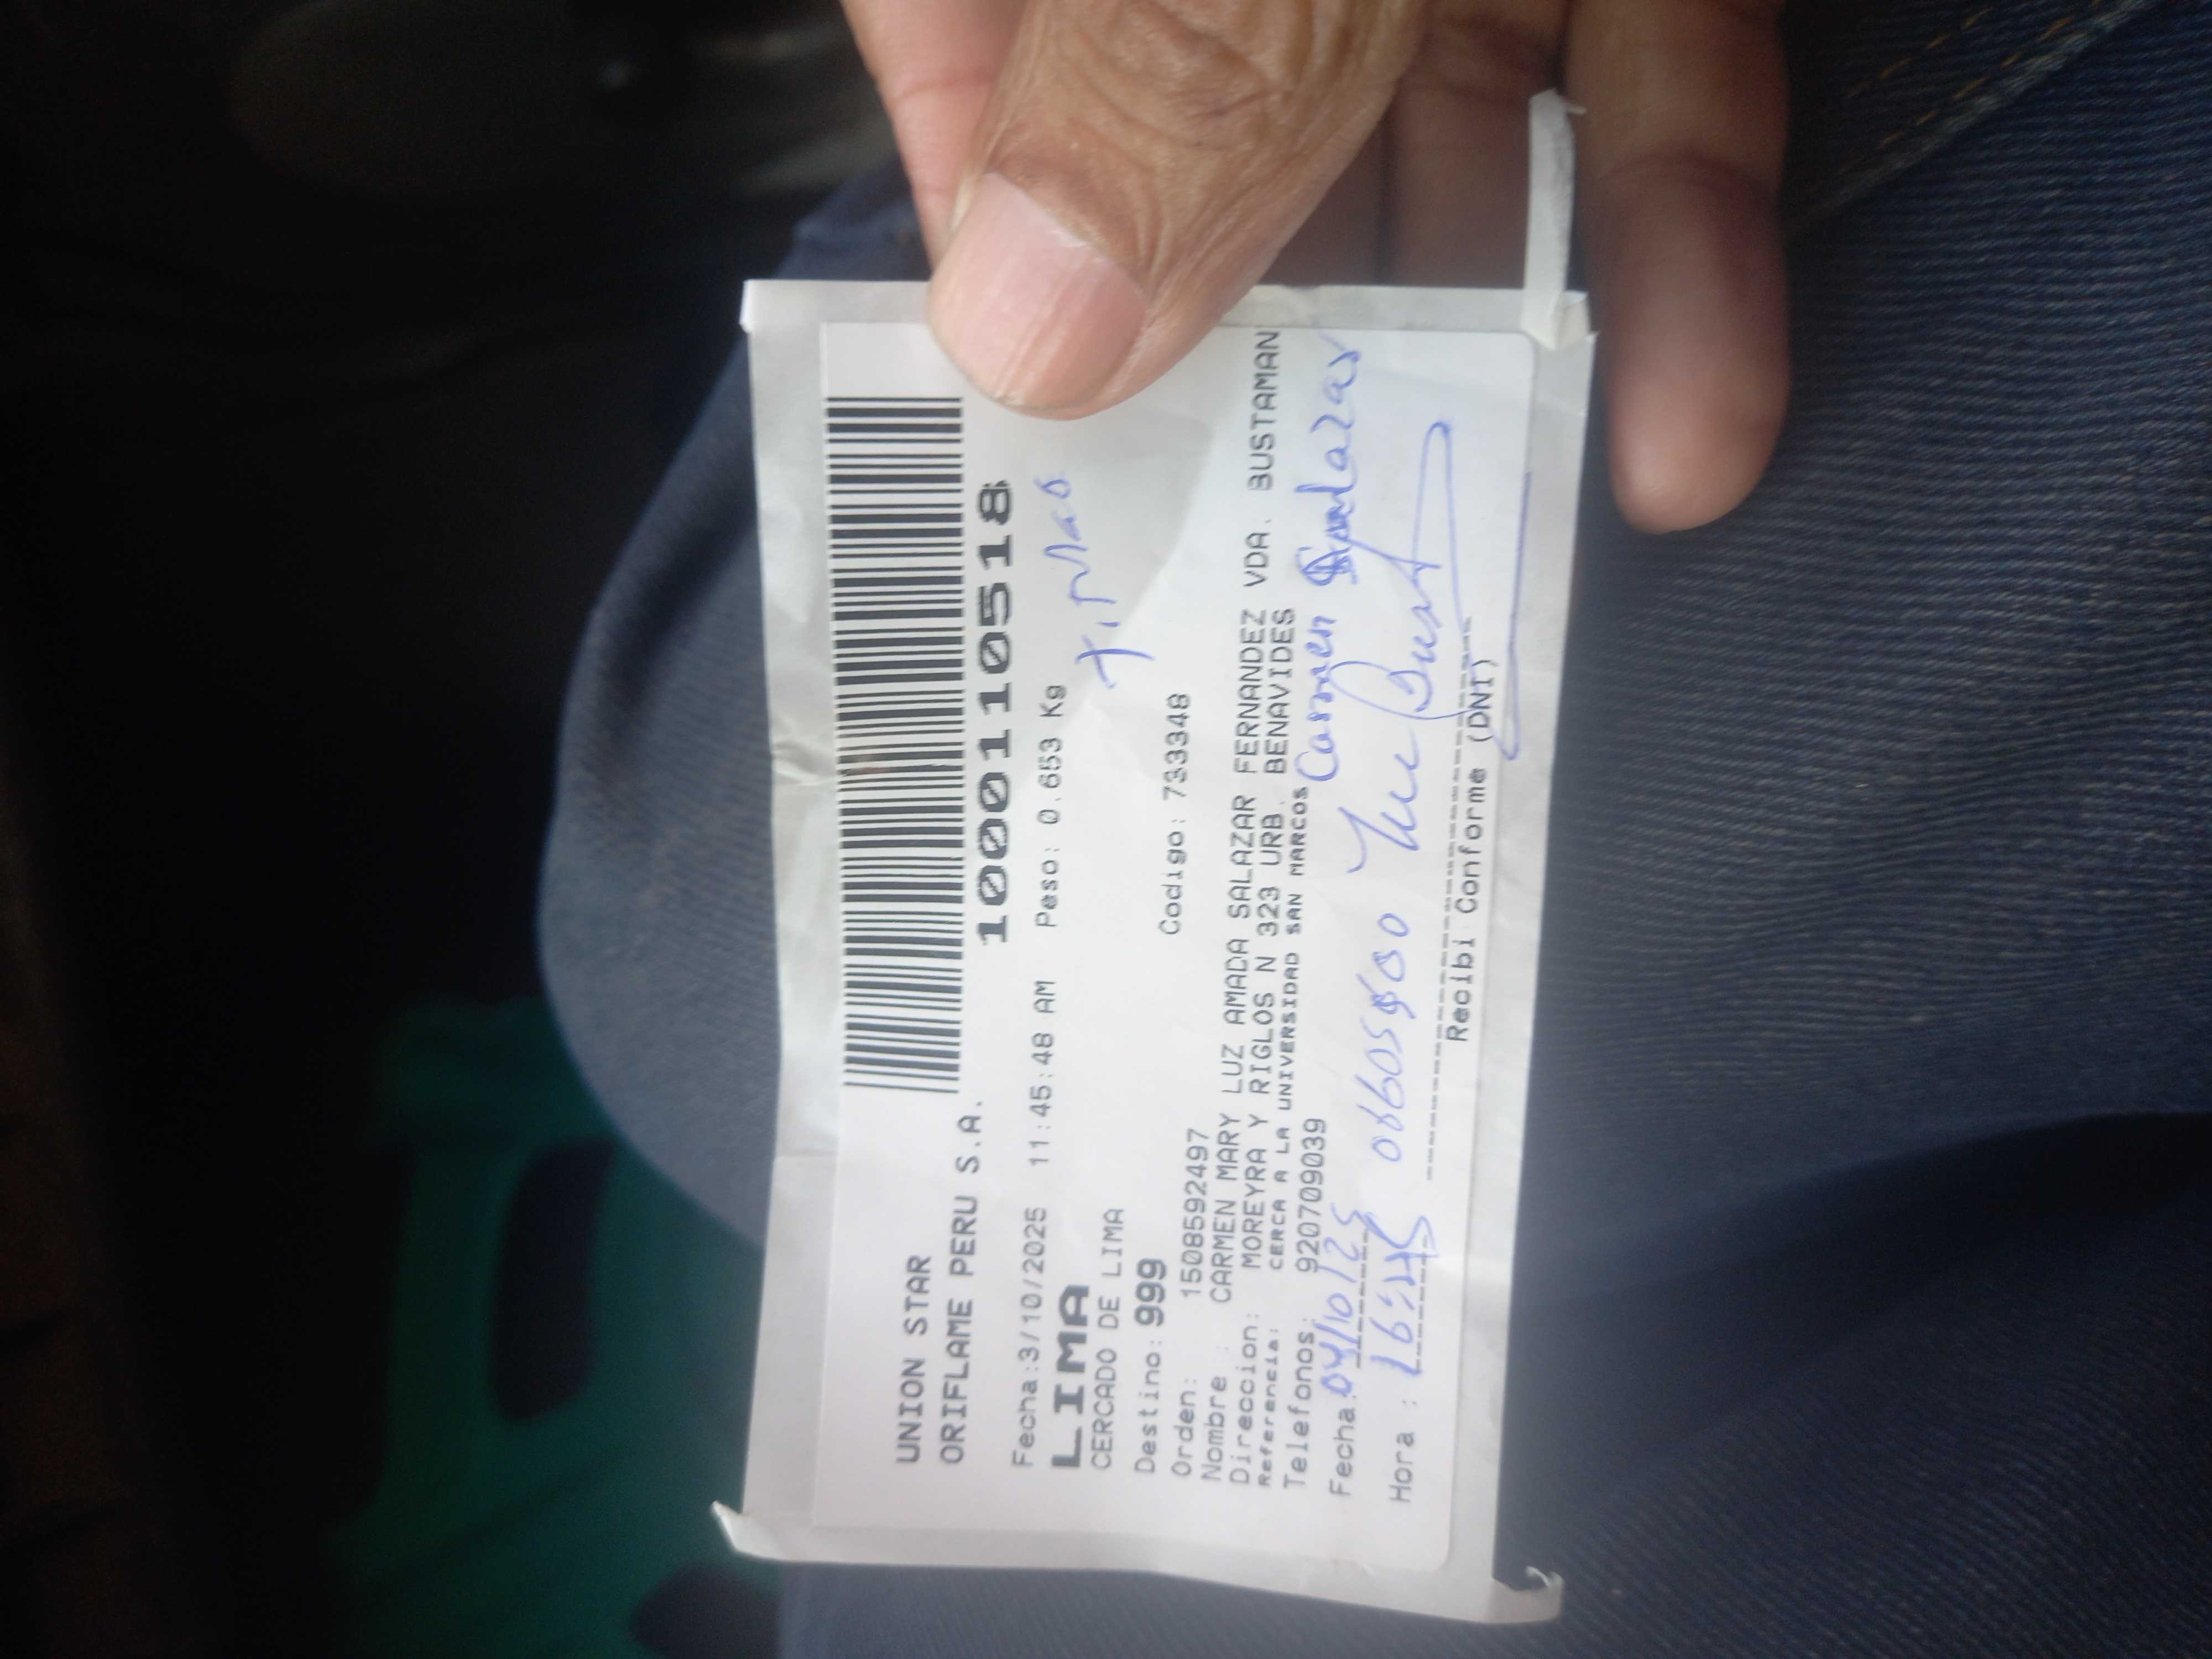 UNION STAR
ORIFLAME PERU S.A.
1000110518
Fecha:3/10/2025 11:45:48 AM Peso: 0.653 Kg
LIMA
CERCADO DE LIMA
Destino: 999
Orden: 1508592497 Codigo: 733348
Nombre : CARMEN MARY LUZ AMADA SALAZAR FERNANDEZ VDA. BUSTAMAN
Direccion: MOREYRA Y RIGLOS N 323 URB. BENAVIDES
Referencia: CERCA A LA UNIVERSIDAD SAN MARCOS
Telefonos: 920709039
Carmen Salazar
Fecha: 04/10/25
Hora : 16:45
Recibi Conforme (DNI)